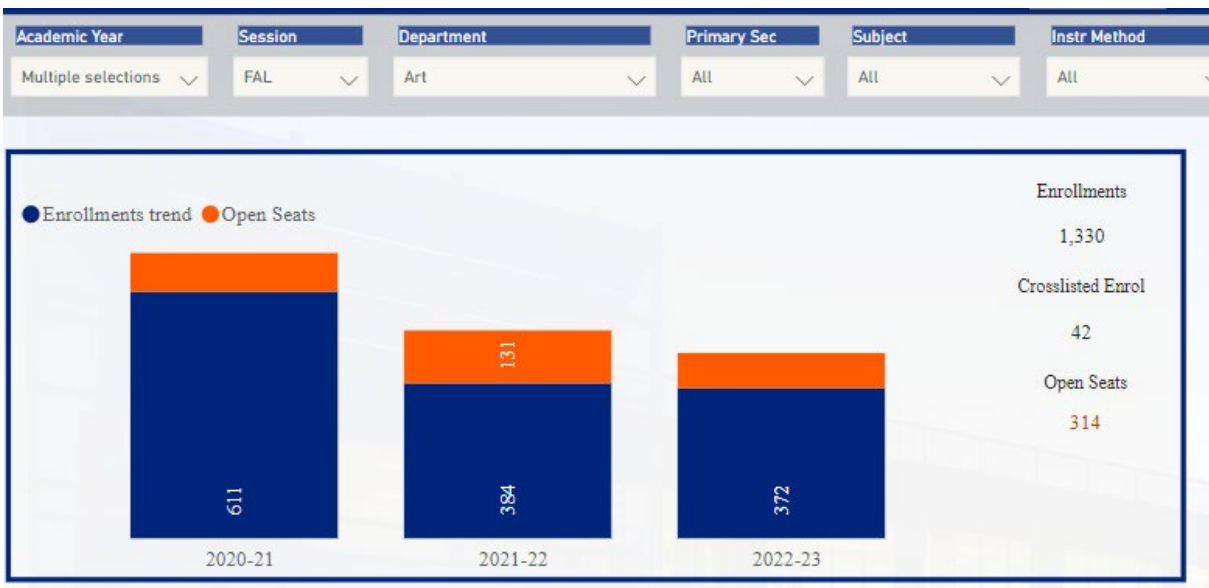 Academic Year Session Department Primary Sec Subject Instr Method
Multiple selections FAL Art All All All
Enrollments trend Open Seats
Enrollments
1,330
Crosslisted Enrol
42
Open Seats
314
131
611 384 372
2020-21 2021-22 2022-23